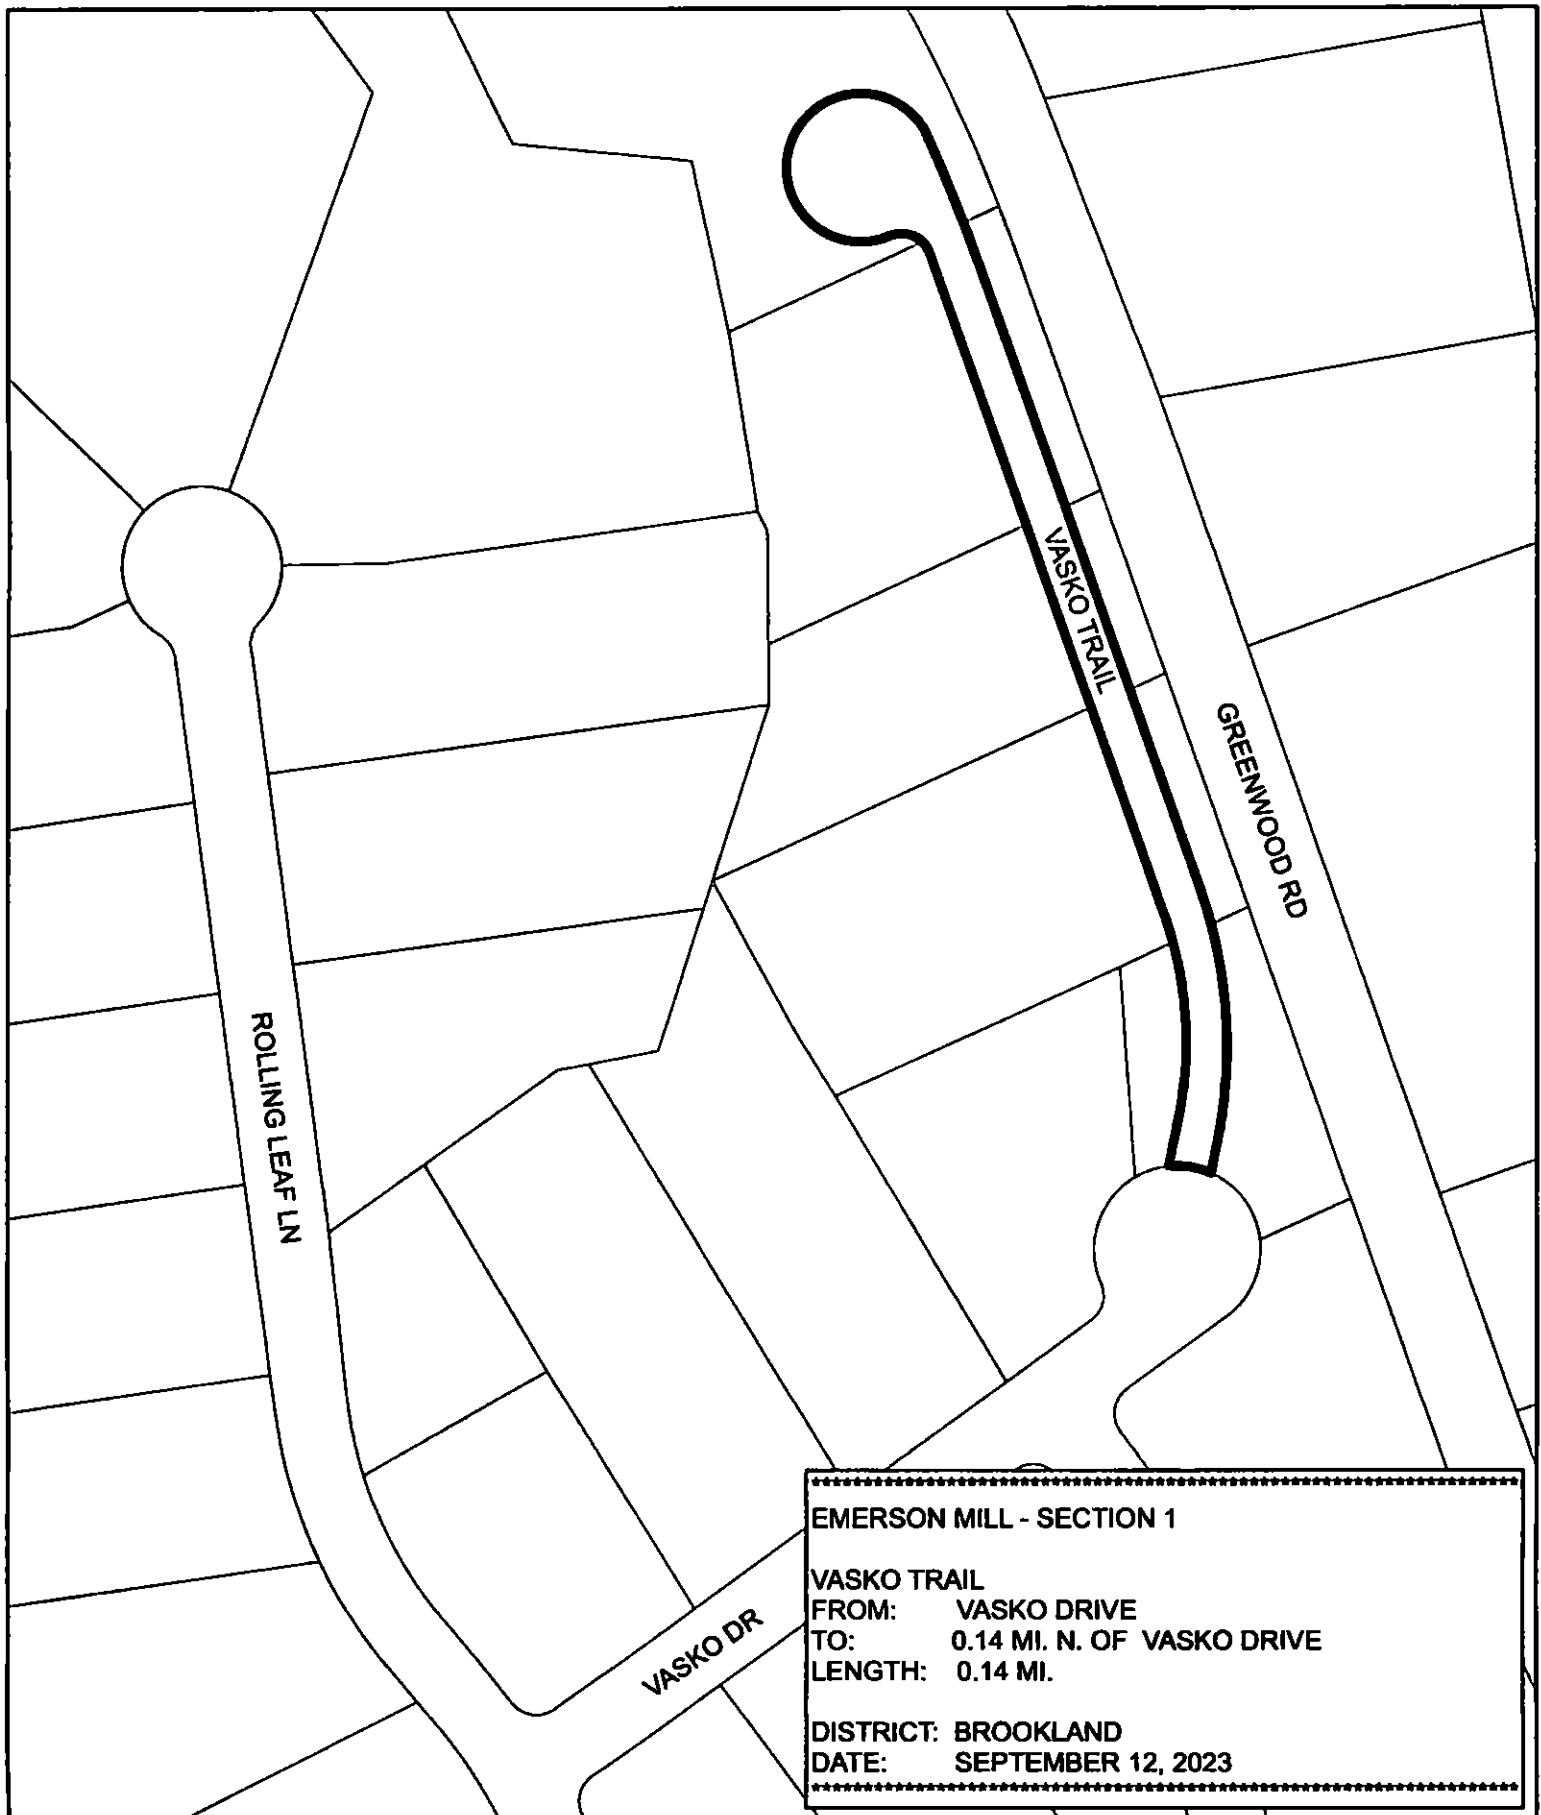 VASKO TRAIL
GREENWOOD RD
ROLLING LEAF LN
VASKO DR
EMERSON MILL - SECTION 1
VASKO TRAIL
FROM: VASKO DRIVE
TO: 0.14 MI. N. OF VASKO DRIVE
LENGTH: 0.14 MI.
DISTRICT: BROOKLAND
DATE: SEPTEMBER 12, 2023